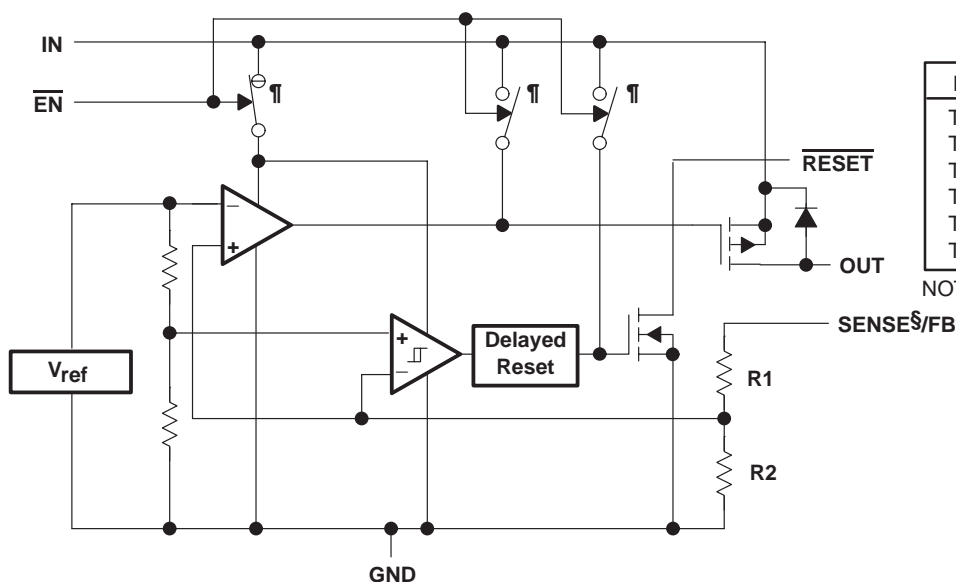 IN
¶
¶
¶
EN
RESET
−
+
OUT
NOT
SENSE§/FB
+
−
Delayed
Reset
Vref
R1
R2
GND